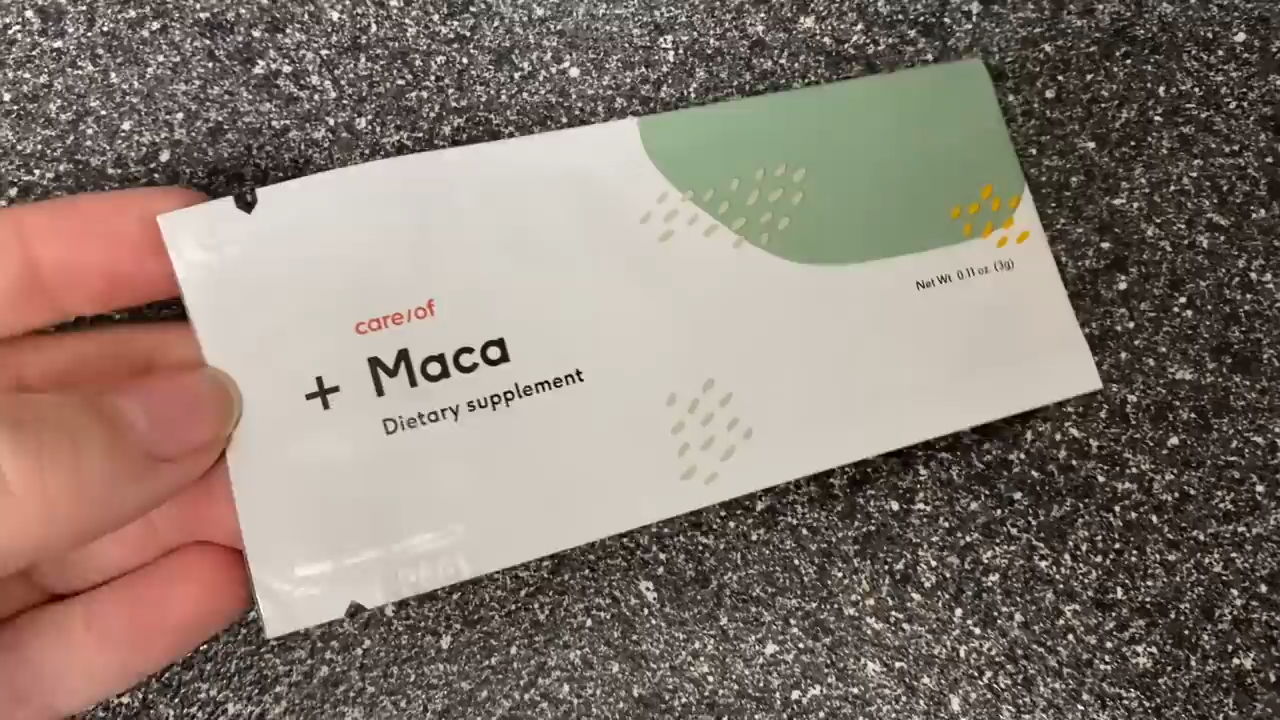 care/of
+ Maca
Dietary supplement
Net Wt 0.11 oz. (3g)